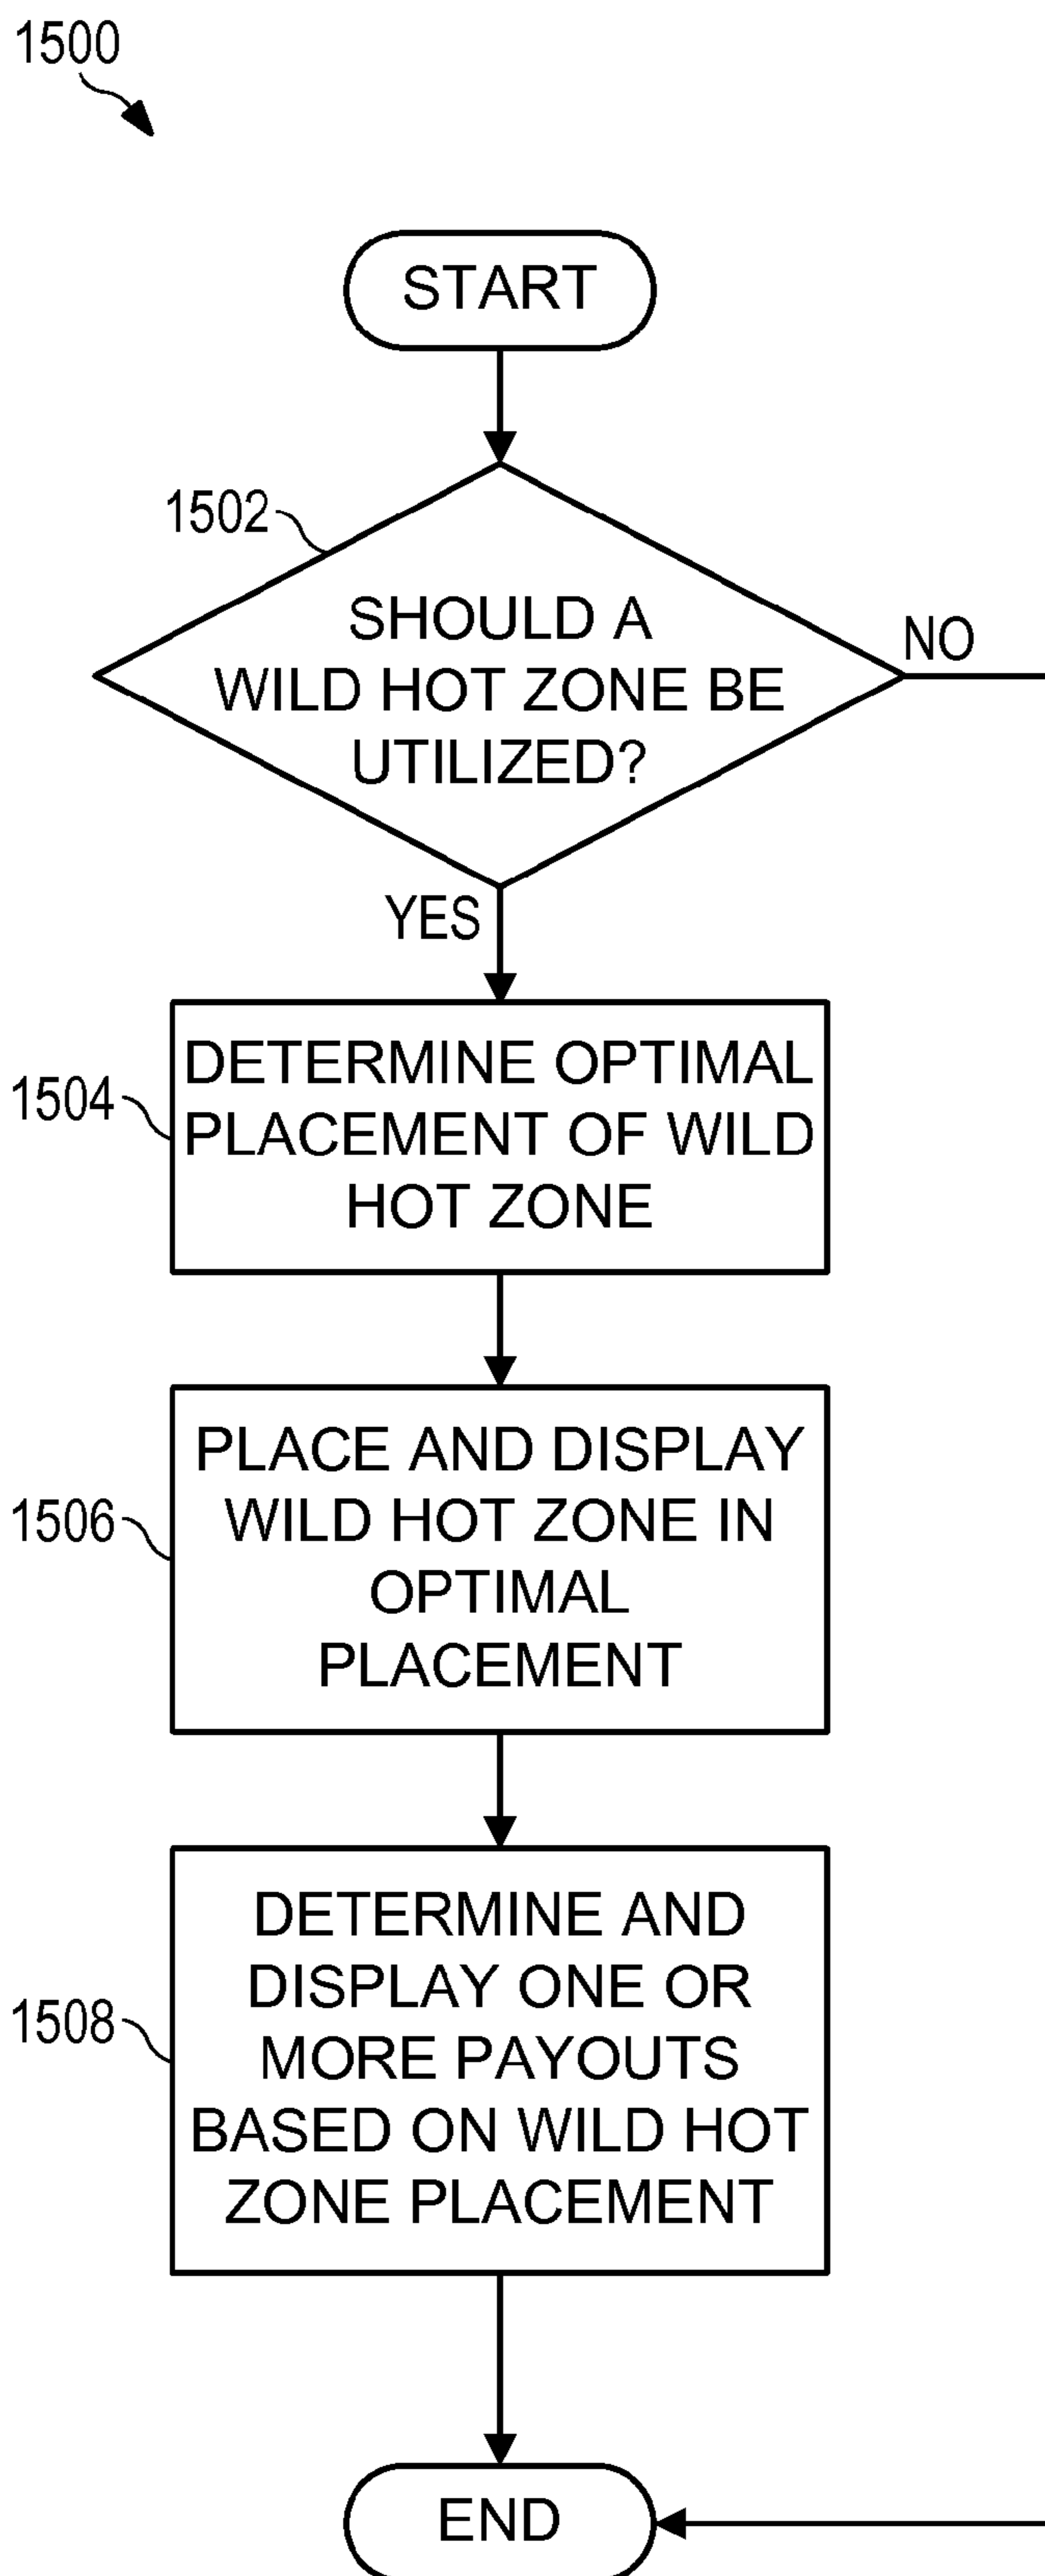 1500
START
1502
SHOULD A
WILD HOT ZONE BE
UTILIZED?
NO
YES
1504
DETERMINE OPTIMAL
PLACEMENT OF WILD
HOT ZONE
1506
PLACE AND DISPLAY
WILD HOT ZONE IN
OPTIMAL
PLACEMENT
1508
DETERMINE AND
DISPLAY ONE OR
MORE PAYOUTS
BASED ON WILD HOT
ZONE PLACEMENT
END